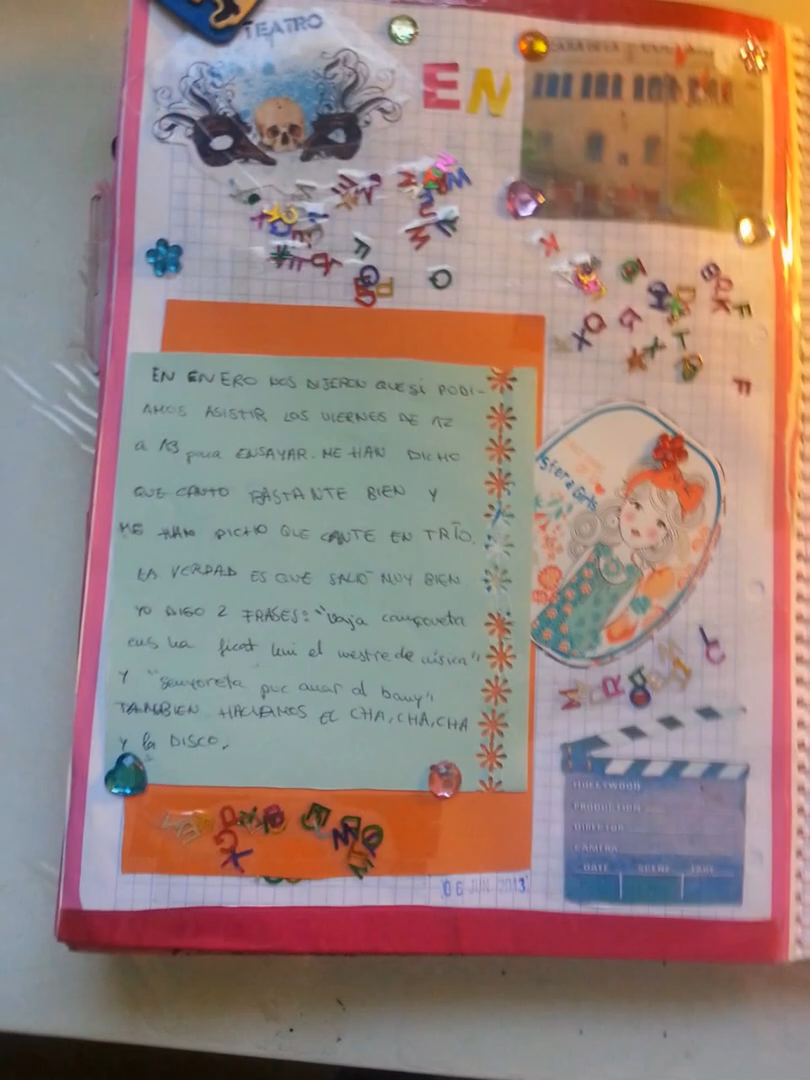 TEATRO
EN
EN ENERO NOS DIJERON QUE SÍ PODI-
AMOS ASISTIR LOS VIERNES DE 12
a 13 para ENSAYAR. ME HAN DICHO
QUE CANTO BASTANTE BIEN Y
ME HAN DICHO QUE CANTE EN TRÍO.
LA VERDAD ES QUE SALIÓ MUY BIEN
YO DIGO 2 FRASES: "Vaja cançoneta
ens ha ficat el mestre de música"
Y "senyoreta puc anar al bany"
TAMBIEN HACIAMOS EL CHA, CHA, CHA
Y la DISCO.
06 JUN 2013
HOLLYWOOD
PRODUCTION
DIRECTOR
CAMERA
DATE SCENE TAKE